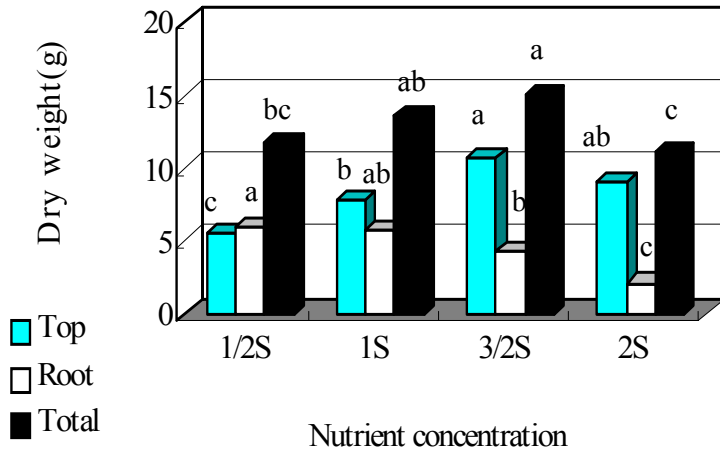 Dry weight(g)
20
15
10
5
0
c
a
bc
b
ab
ab
a
b
a
ab
c
c
1/2S
1S
3/2S
2S
Top
Root
Total
Nutrient concentration